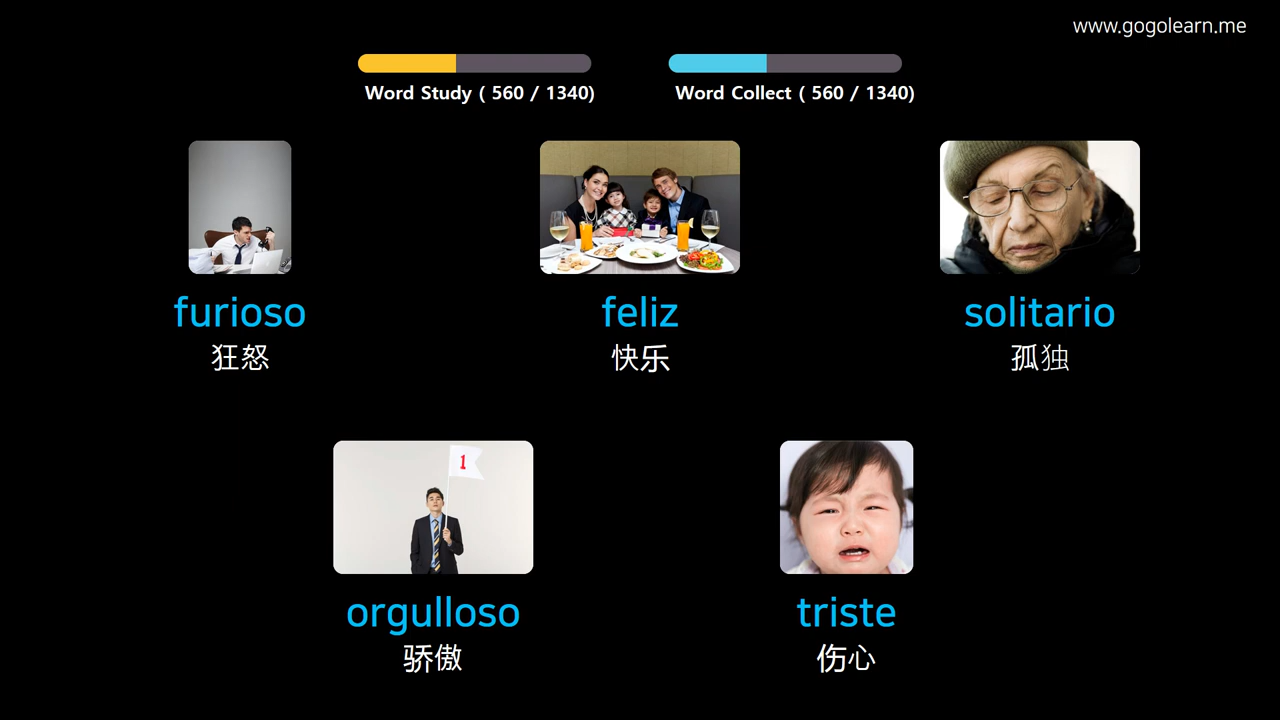 www.gogolearn.me
Word Study ( 560 / 1340)
Word Collect ( 560 / 1340)
furioso
狂怒
feliz
快乐
solitario
孤独
1
orgulloso
骄傲
triste
伤心